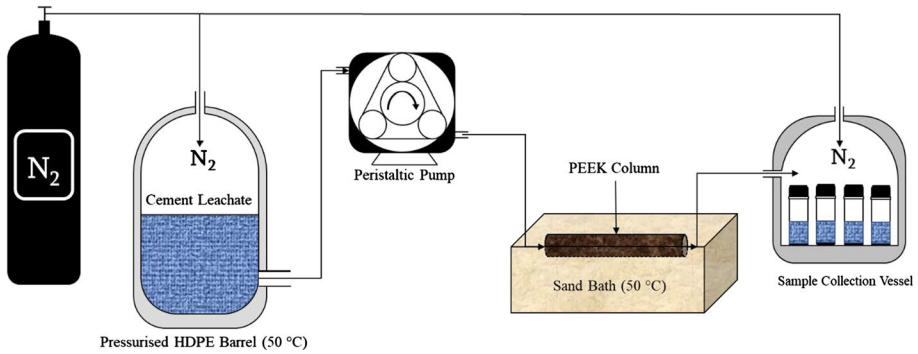 N2
N2
Cement Leachate
Pressurised HDPE Barrel (50 °C)
Peristaltic Pump
PEEK Column
Sand Bath (50 °C)
N2
Sample Collection Vessel